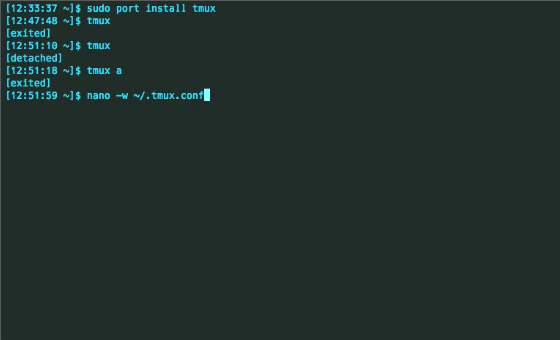 [12:33:37 ~]$ sudo port install tmux
[12:47:48 ~]$ tmux
[exited]
[12:51:10 ~]$ tmux
[detached]
[12:51:18 ~]$ tmux a
[exited]
[12:51:59 ~]$ nano -w ~/.tmux.conf